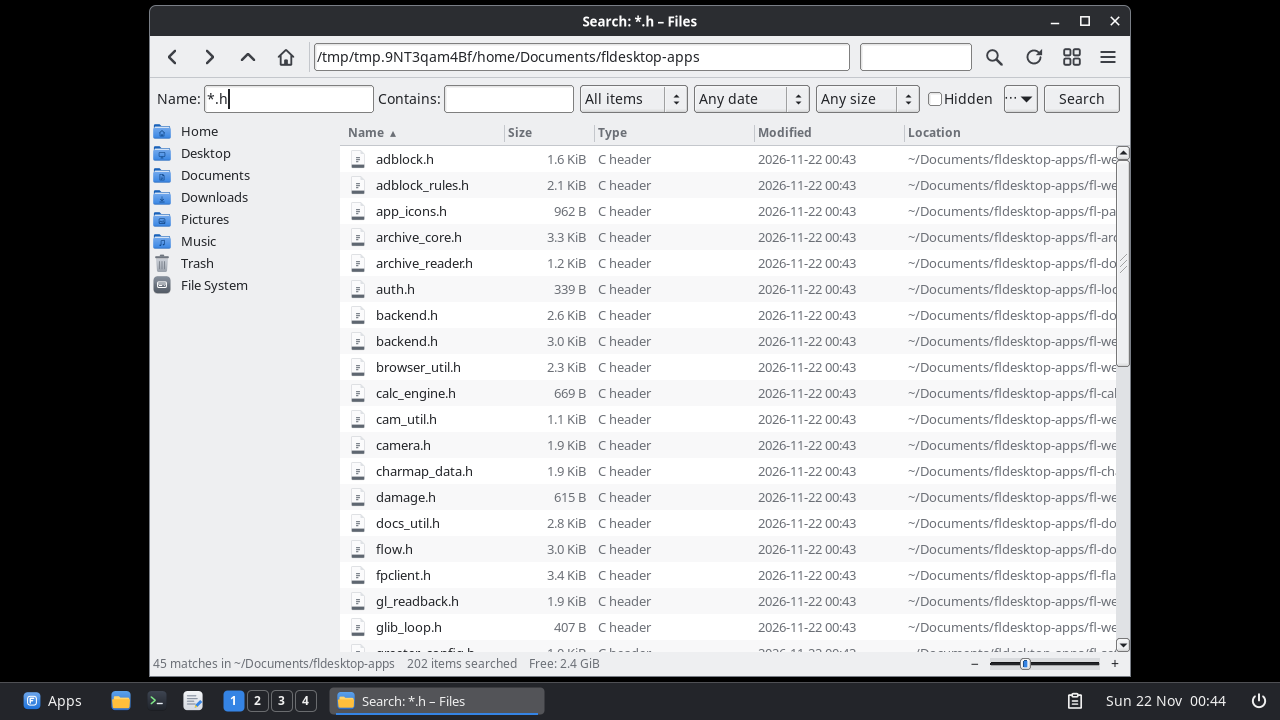 Search: *.h – Files
/tmp/tmp.9NT3qam4Bf/home/Documents/fldesktop-apps
Name: *.h Contains: All items Any date Any size Hidden ··· Search
Home
Desktop
Documents
Downloads
Pictures
Music
Trash
File System
Name ▲ Size Type Modified Location
adblock.h 1.6 KiB C header 2026-11-22 00:43 ~/Documents/fldesktop-apps/fl-we
adblock_rules.h 2.1 KiB C header 2026-11-22 00:43 ~/Documents/fldesktop-apps/fl-we
app_icons.h 962 B C header 2026-11-22 00:43 ~/Documents/fldesktop-apps/fl-pa
archive_core.h 3.3 KiB C header 2026-11-22 00:43 ~/Documents/fldesktop-apps/fl-arc
archive_reader.h 1.2 KiB C header 2026-11-22 00:43 ~/Documents/fldesktop-apps/fl-do
auth.h 339 B C header 2026-11-22 00:43 ~/Documents/fldesktop-apps/fl-loc
backend.h 2.6 KiB C header 2026-11-22 00:43 ~/Documents/fldesktop-apps/fl-do
backend.h 3.0 KiB C header 2026-11-22 00:43 ~/Documents/fldesktop-apps/fl-we
browser_util.h 2.3 KiB C header 2026-11-22 00:43 ~/Documents/fldesktop-apps/fl-we
calc_engine.h 669 B C header 2026-11-22 00:43 ~/Documents/fldesktop-apps/fl-cal
cam_util.h 1.1 KiB C header 2026-11-22 00:43 ~/Documents/fldesktop-apps/fl-we
camera.h 1.9 KiB C header 2026-11-22 00:43 ~/Documents/fldesktop-apps/fl-we
charmap_data.h 1.9 KiB C header 2026-11-22 00:43 ~/Documents/fldesktop-apps/fl-ch
damage.h 615 B C header 2026-11-22 00:43 ~/Documents/fldesktop-apps/fl-we
docs_util.h 2.8 KiB C header 2026-11-22 00:43 ~/Documents/fldesktop-apps/fl-do
flow.h 3.0 KiB C header 2026-11-22 00:43 ~/Documents/fldesktop-apps/fl-do
fpclient.h 3.4 KiB C header 2026-11-22 00:43 ~/Documents/fldesktop-apps/fl-fla
gl_readback.h 1.9 KiB C header 2026-11-22 00:43 ~/Documents/fldesktop-apps/fl-we
glib_loop.h 407 B C header 2026-11-22 00:43 ~/Documents/fldesktop-apps/fl-we
45 matches in ~/Documents/fldesktop-apps 202 items searched Free: 2.4 GiB
Apps 1 2 3 4 Search: *.h – Files Sun 22 Nov 00:44